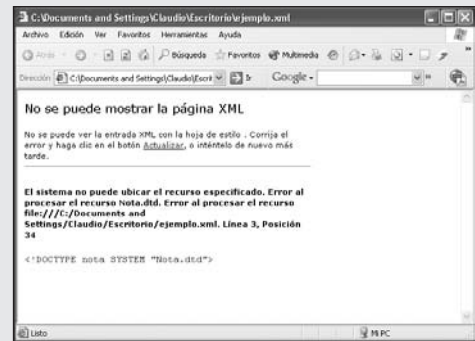 C:\Documents and Settings\Claudio\Escritorio\ejemplo.xml
Archivo Edición Ver Favoritos Herramientas Ayuda
Atrás Búsqueda Favoritos Multimedia
Dirección C:\Documents and Settings\Claudio\Escrit Ir Google
No se puede mostrar la página XML
No se puede ver la entrada XML con la hoja de estilo . Corrija el
error y haga clic en el botón Actualizar, o inténtelo de nuevo más
tarde.
El sistema no puede ubicar el recurso especificado. Error al
procesar el recurso Nota.dtd. Error al procesar el recurso
file:///C:/Documents and
Settings/Claudio/Escritorio/ejemplo.xml. Línea 3, Posición
34
<!DOCTYPE nota SYSTEM "Nota.dtd">
Listo Mi PC